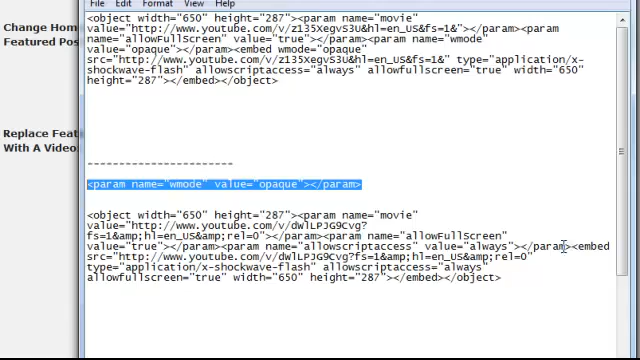 File Edit Format View Help
Change Hom
Featured Pos
Replace Feat
With A Video
<object width="650" height="287"><param name="movie"
value="http://www.youtube.com/v/z135XegvS3U&hl=en_US&fs=1&"></param><param
name="allowFullScreen" value="true"></param><param name="wmode"
value="opaque"></param><embed wmode="opaque"
src="http://www.youtube.com/v/z135XegvS3U&hl=en_US&fs=1&" type="application/x-
shockwave-flash" allowscriptaccess="always" allowfullscreen="true" width="650"
height="287"></embed></object>
-----------------------
<param name="wmode" value="opaque"></param>
<object width="650" height="287"><param name="movie"
value="http://www.youtube.com/v/dwlLPJG9Lcw?
fs=1&amp;hl=en_US&amp;rel=0"></param><param name="allowFullScreen"
value="true"></param><param name="allowscriptaccess" value="always"></param><embed
src="http://www.youtube.com/v/dwlLPJG9Lcw?fs=1&amp;hl=en_US&amp;rel=0"
type="application/x-shockwave-flash" allowscriptaccess="always"
allowfullscreen="true" width="650" height="287"></embed></object>